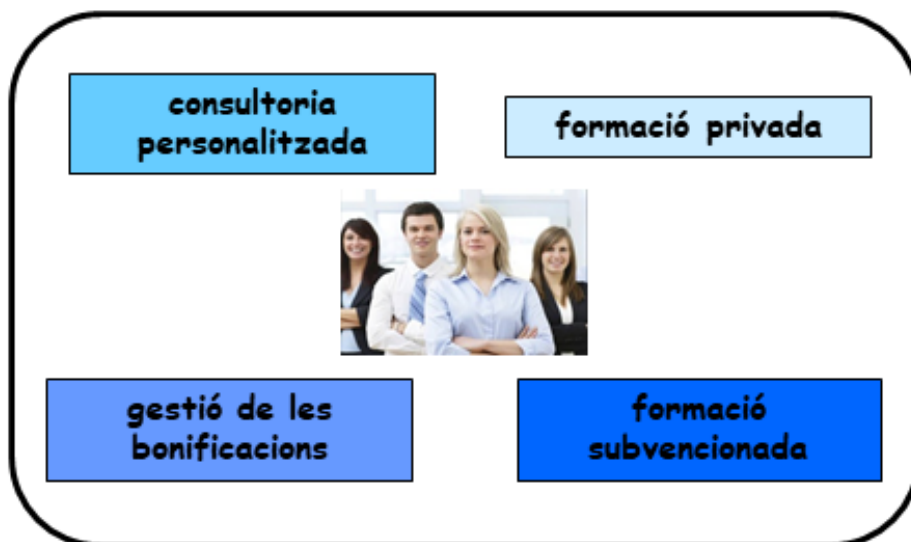 consultoria
personalitzada
formació privada
gestió de les
bonificacions
formació
subvencionada